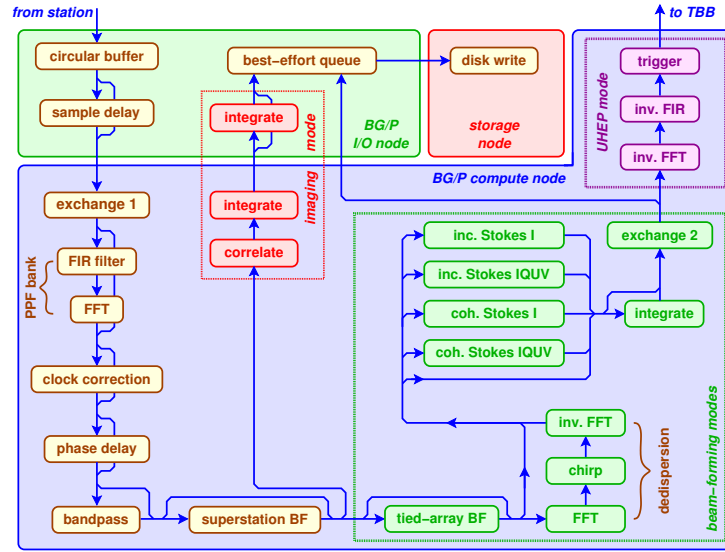 from station
to TBB
circular buffer
best−effort queue
disk write
trigger
sample delay
integrate
mode
BG/P
I/O node
storage
node
inv. FIR
UHEP mode
inv. FFT
BG/P compute node
exchange 1
integrate
imaging
correlate
inc. Stokes I
exchange 2
FIR filter
PPF bank
inc. Stokes IQUV
FFT
coh. Stokes I
integrate
coh. Stokes IQUV
clock correction
phase delay
inv. FFT
chirp
dedispersion
beam−forming modes
bandpass
superstation BF
tied−array BF
FFT